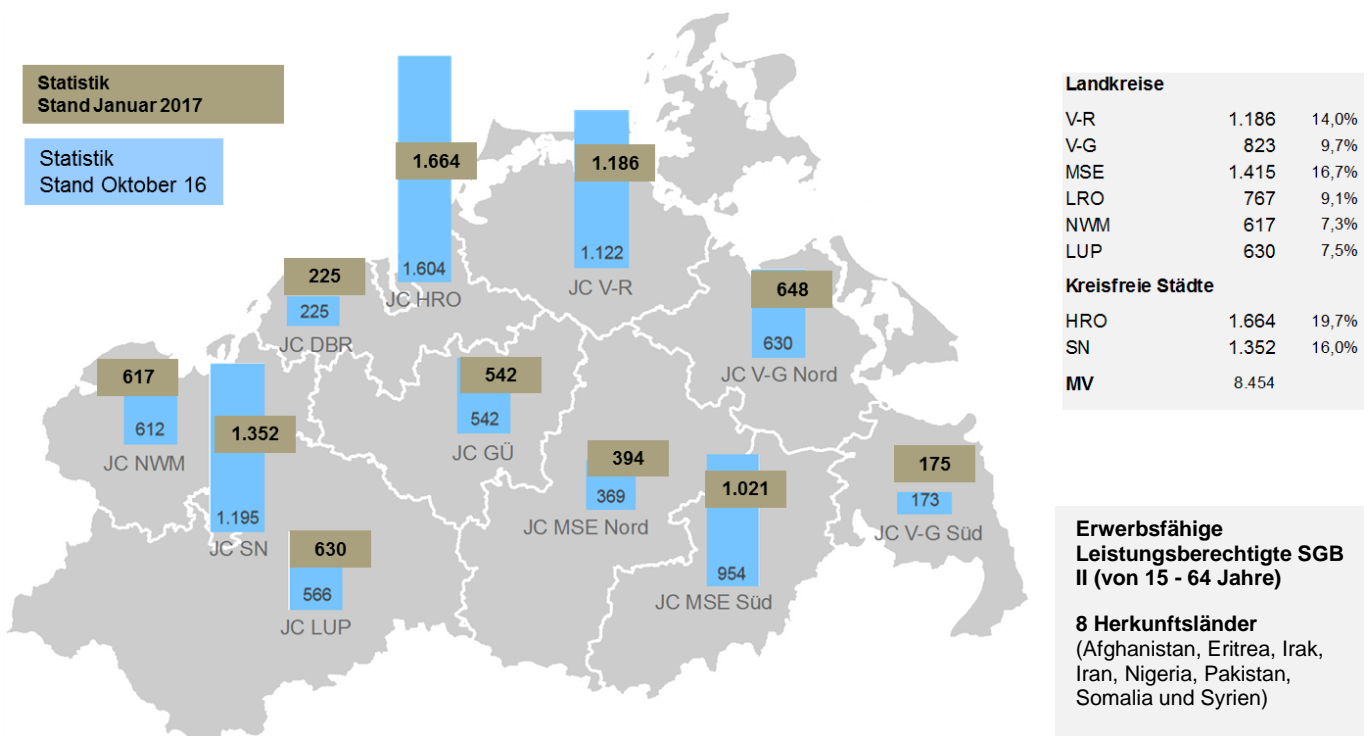 Statistik
Stand Januar 2017
Statistik
Stand Oktober 16
1.664
1.604
JC HRO
1.186
1.122
JC V-R
225
225
JC DBR
648
630
JC V-G Nord
617
612
JC NWM
1.352
1.195
JC SN
542
542
JC GÜ
394
369
JC MSE Nord
1.021
954
JC MSE Süd
175
173
JC V-G Süd
630
566
JC LUP
Landkreise
V-R 1.186 14,0%
V-G 823 9,7%
MSE 1.415 16,7%
LRO 767 9,1%
NWM 617 7,3%
LUP 630 7,5%
Kreisfreie Städte
HRO 1.664 19,7%
SN 1.352 16,0%
MV 8.454
Erwerbsfähige
Leistungsberechtigte SGB
II (von 15 - 64 Jahre)
8 Herkunftsländer
(Afghanistan, Eritrea, Irak,
Iran, Nigeria, Pakistan,
Somalia und Syrien)